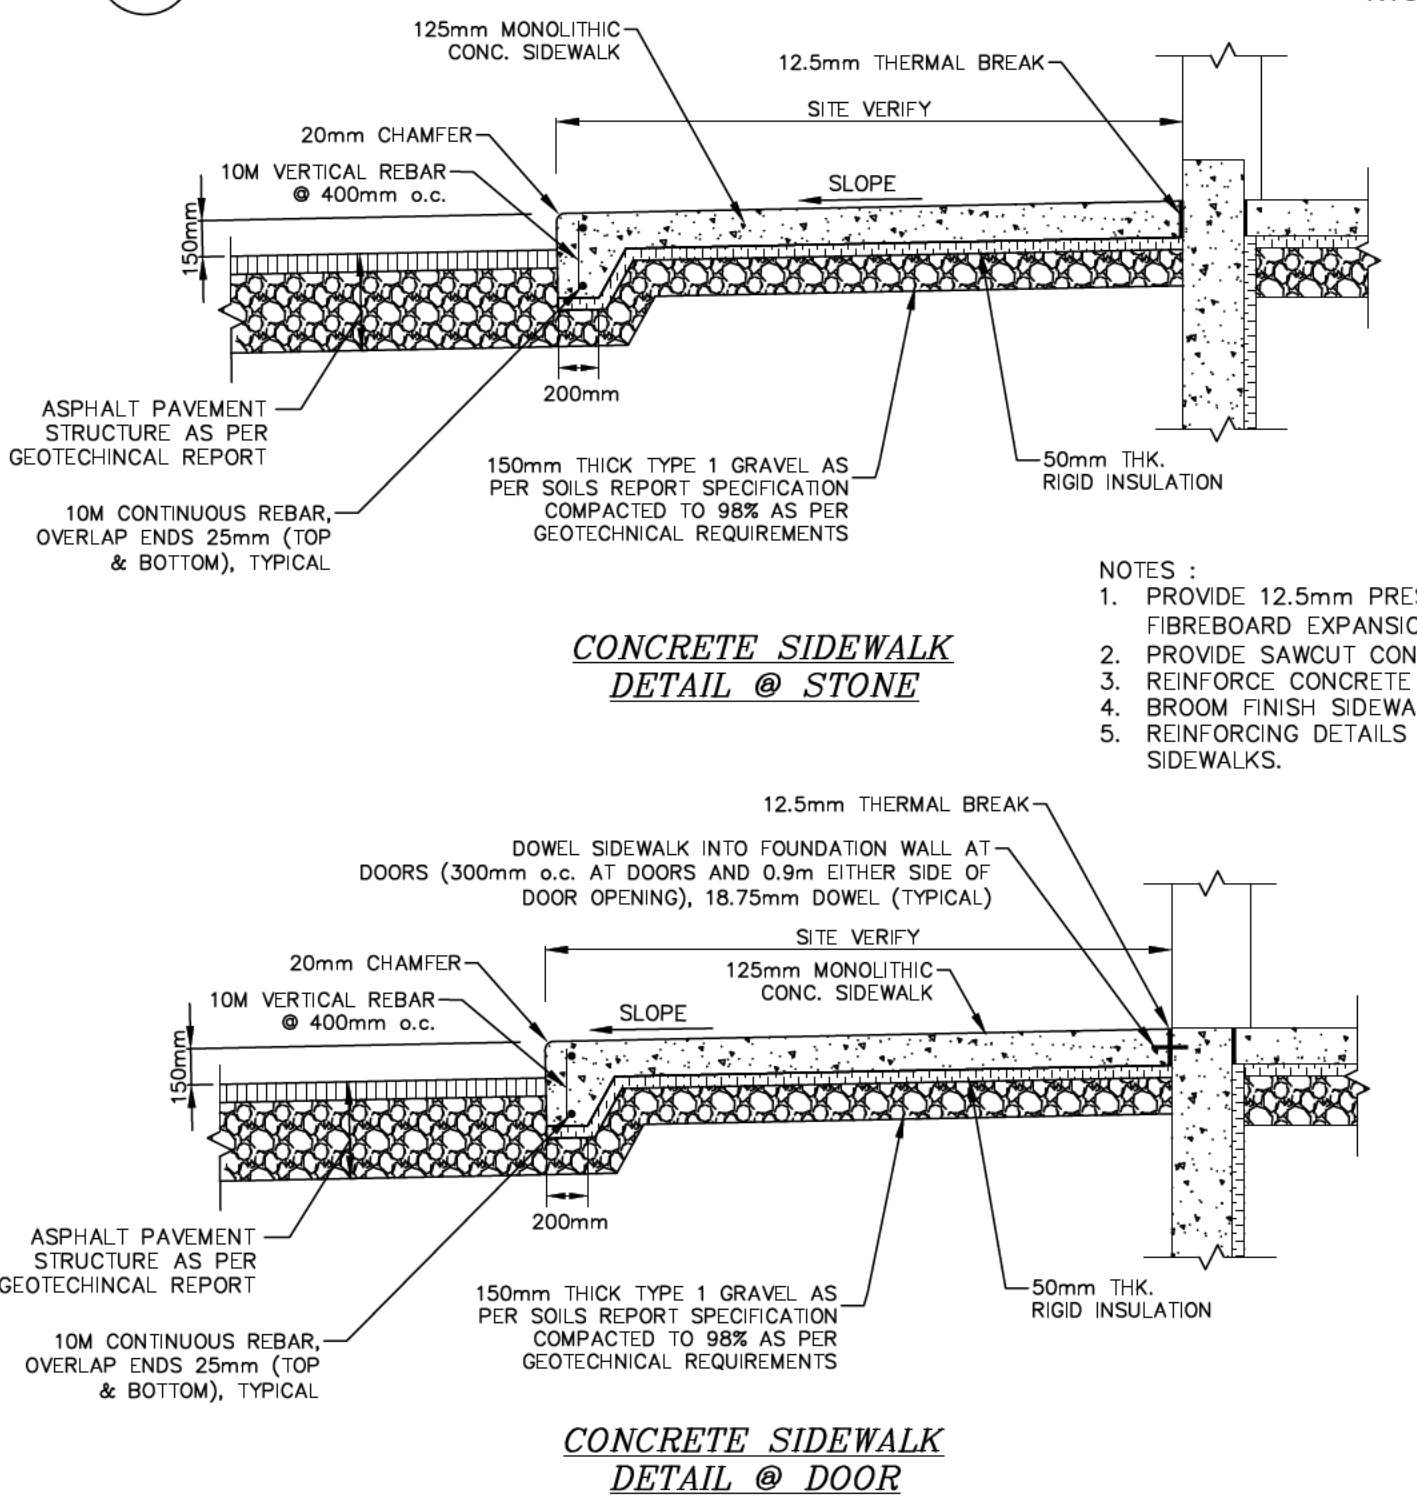 125mm MONOLITHIC
CONC. SIDEWALK
12.5mm THERMAL BREAK
SITE VERIFY
20mm CHAMFER
10M VERTICAL REBAR
@ 400mm o.c.
SLOPE
150mm
200mm
ASPHALT PAVEMENT
STRUCTURE AS PER
GEOTECHINCAL REPORT
150mm THICK TYPE 1 GRAVEL AS
PER SOILS REPORT SPECIFICATION
COMPACTED TO 98% AS PER
GEOTECHNICAL REQUIREMENTS
50mm THK.
RIGID INSULATION
10M CONTINUOUS REBAR,
OVERLAP ENDS 25mm (TOP
& BOTTOM), TYPICAL
CONCRETE SIDEWALK
DETAIL @ STONE
NOTES :
1. PROVIDE 12.5mm
FIBREBOARD
2. PROVIDE SAWCUT
3. REINFORCE CONCRETE
4. BROOM FINISH
5. REINFORCING DETAILS
SIDEWALKS.
12.5mm THERMAL BREAK
DOWEL SIDEWALK INTO FOUNDATION WALL AT
DOORS (300mm o.c. AT DOORS AND 0.9m EITHER SIDE OF
DOOR OPENING), 18.75mm DOWEL (TYPICAL)
SITE VERIFY
20mm CHAMFER
125mm MONOLITHIC
CONC. SIDEWALK
10M VERTICAL REBAR
@ 400mm o.c.
SLOPE
150mm
200mm
ASPHALT PAVEMENT
STRUCTURE AS PER
GEOTECHINCAL REPORT
150mm THICK TYPE 1 GRAVEL AS
PER SOILS REPORT SPECIFICATION
COMPACTED TO 98% AS PER
GEOTECHNICAL REQUIREMENTS
50mm THK.
RIGID INSULATION
10M CONTINUOUS REBAR,
OVERLAP ENDS 25mm (TOP
& BOTTOM), TYPICAL
CONCRETE SIDEWALK
DETAIL @ DOOR